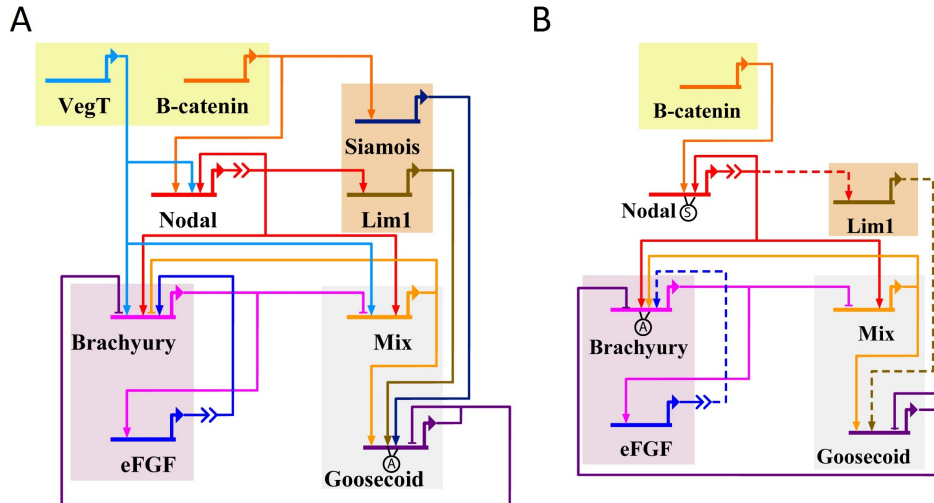 A
B
VegT
B-catenin
B-catenin
Siamois
Nodal
Lim1
Nodal
S
Lim1
Brachyury
Mix
A
Brachyury
Mix
eFGF
A
Goosecoid
eFGF
Goosecoid